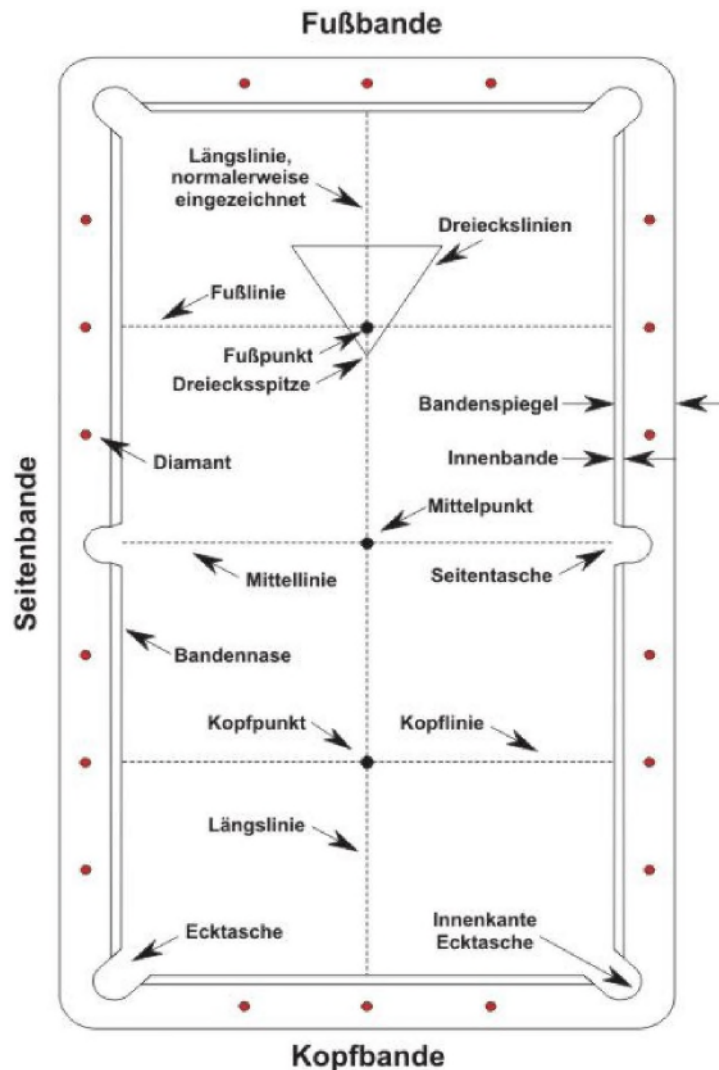 Fußbande
Längslinie,
normalerweise
eingezeichnet
Dreieckslinien
Fußlinie
Fußpunkt
Dreiecksspitze
Bandenspiegel
Diamant
Innenbande
Mittelpunkt
Seitenbande
Mittellinie
Seitentasche
Bandennase
Kopfpunkt
Kopflinie
Längslinie
Ecktasche
Innenkante
Ecktasche
Kopfbande